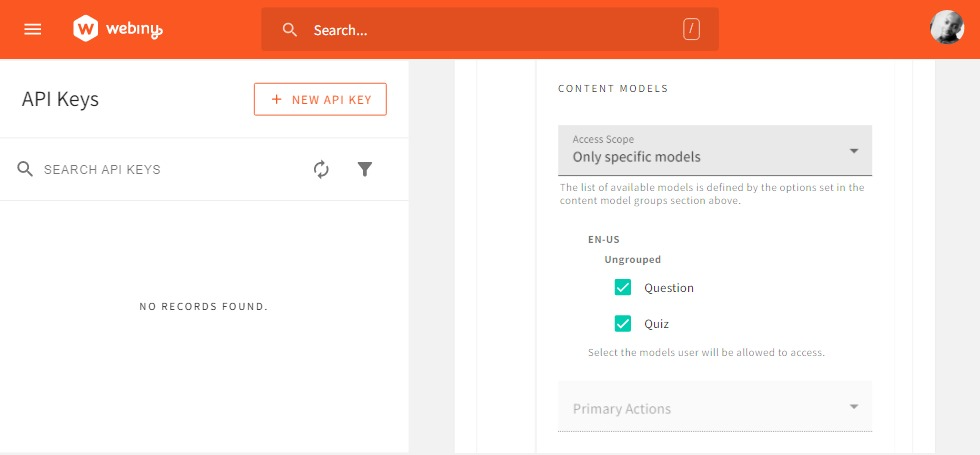 webiny
Search...
/
API Keys
+ NEW API KEY
SEARCH API KEYS
NO RECORDS FOUND.
CONTENT MODELS
Access Scope
Only specific models
The list of available models is defined by the options set in the
content model groups section above.
EN-US
Ungrouped
Question
Quiz
Select the models user will be allowed to access.
Primary Actions